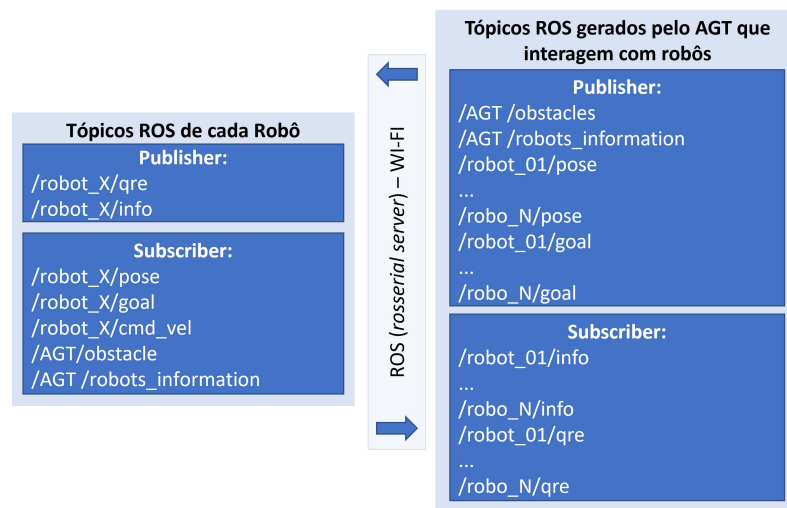 Tópicos ROS de cada Robô
Publisher:
/robot_X/qre
/robot_X/info
Subscriber:
/robot_X/pose
/robot_X/goal
/robot_X/cmd_vel
/AGT/obstacle
/AGT /robots_information
ROS (rosserial server) – WI-FI
Tópicos ROS gerados pelo AGT que
interagem com robôs
Publisher:
/AGT /obstacles
/AGT /robots_information
/robot_01/pose
...
/robo_N/pose
/robot_01/goal
...
/robo_N/goal
Subscriber:
/robot_01/info
...
/robo_N/info
/robot_01/qre
...
/robo_N/qre